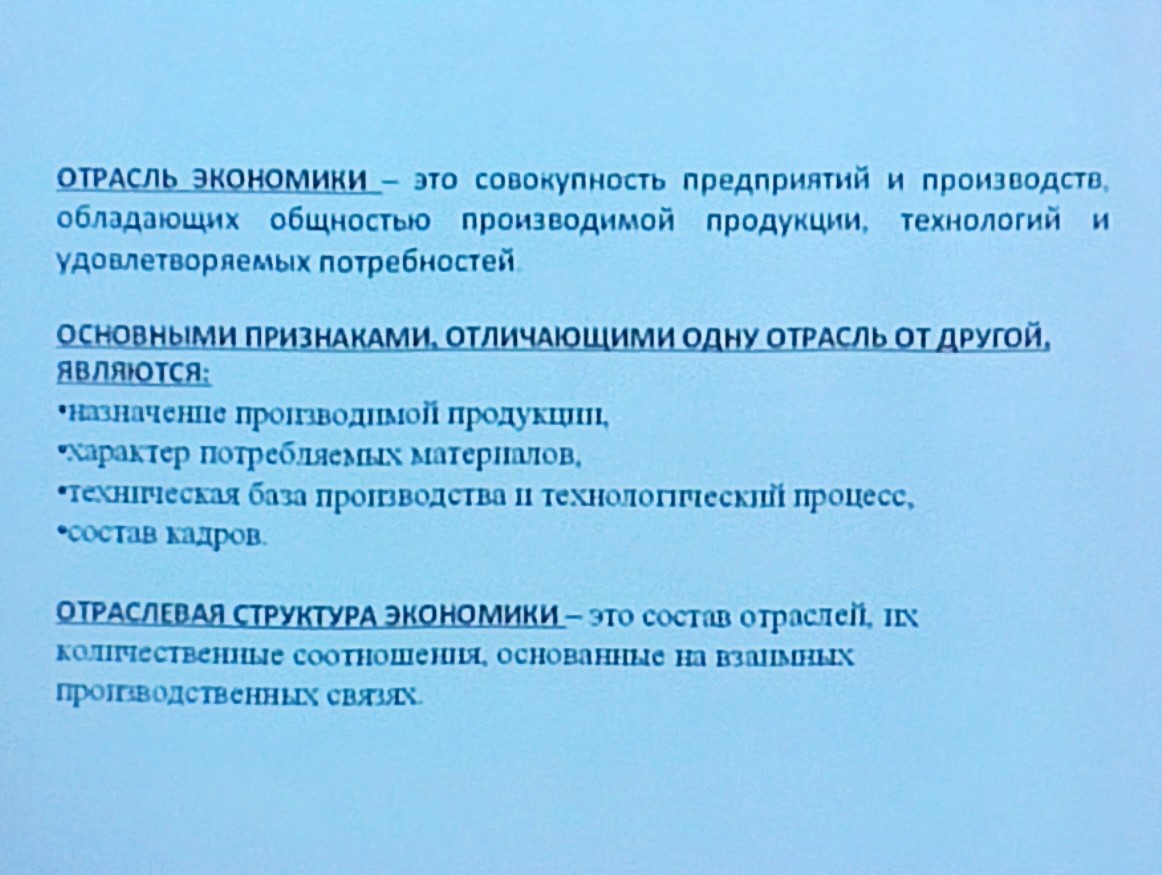 ОТРАСЛЬ ЭКОНОМИКИ – это совокупность предприятий и производств,
обладающих общностью производимой продукции, технологий и
удовлетворяемых потребностей.
ОСНОВНЫМИ ПРИЗНАКАМИ, ОТЛИЧАЮЩИМИ ОДНУ ОТРАСЛЬ ОТ ДРУГОЙ,
ЯВЛЯЮТСЯ:
•назначение производимой продукции,
•характер потребляемых материалов,
•техническая база производства и технологический процесс,
•состав кадров.
ОТРАСЛЕВАЯ СТРУКТУРА ЭКОНОМИКИ – это состав отраслей, их
количественные соотношения, основанные на взаимных
производственных связях.